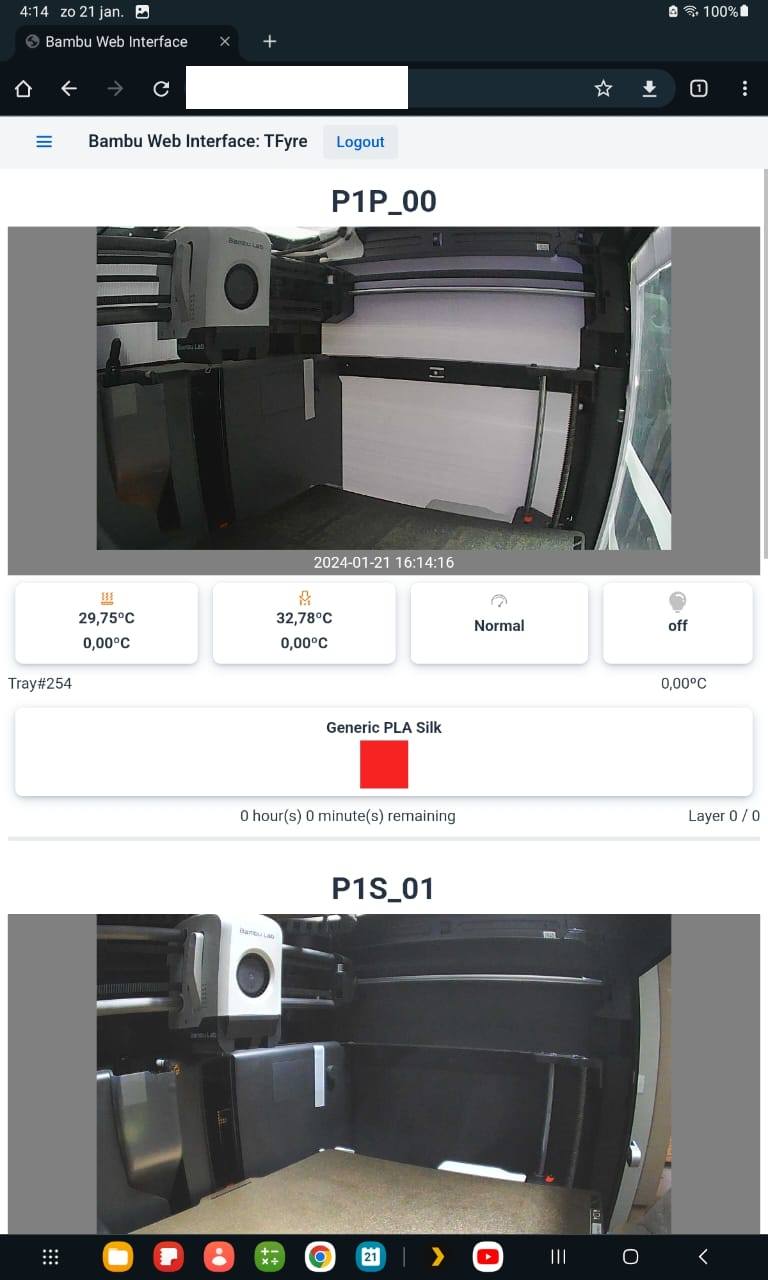 4:14 zo 21 jan. 100%
Bambu Web Interface
1
Bambu Web Interface: TFyre Logout
P1P_00
Bambu Lab
Bambu Lab
2024-01-21 16:14:16
29,75°C 32,78°C Normal off
0,00°C 0,00°C
Tray#254 0,00°C
Generic PLA Silk
0 hour(s) 0 minute(s) remaining Layer 0 / 0
P1S_01
Bambu Lab
Bambu Lab
21